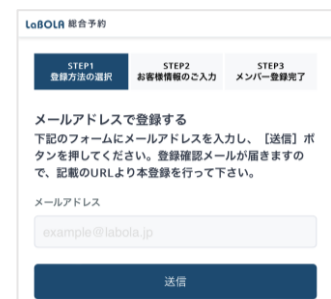 LaBOLA 総合予約
STEP1 STEP2 STEP3
登録方法の選択 お客様情報のご入力 メンバー登録完了
メールアドレスで登録する
下記のフォームにメールアドレスを入力し、［送信］ボ
タンを押してください。登録確認メールが届きますの
で、記載のURLより本登録を行って下さい。
メールアドレス
example@labola.jp
送信